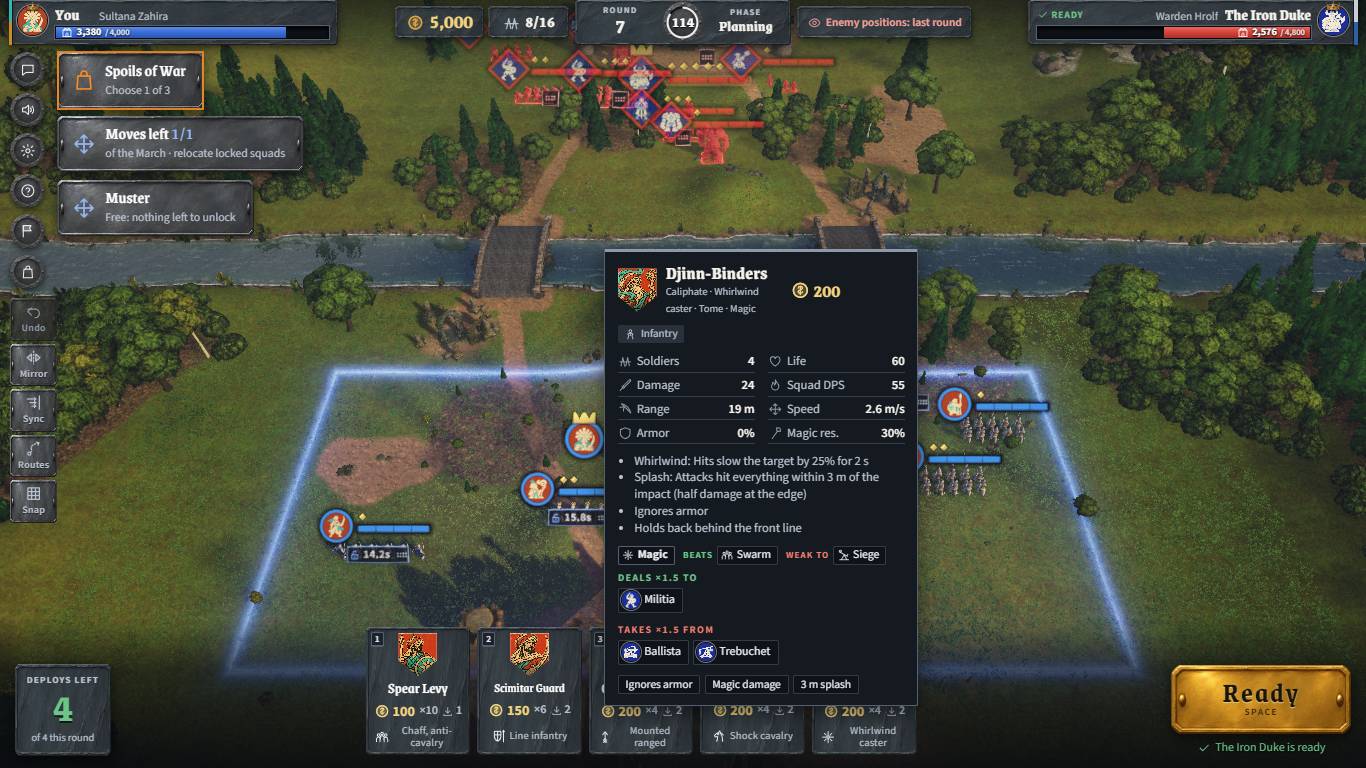 You Sultana Zahira
3,380 / 4,000
5,000
8/16
ROUND
7
114
PHASE
Planning
Enemy positions: last round
READY
Warden Hrolf The Iron Duke
2,576 / 4,800
Spoils of War
Choose 1 of 3
Moves left 1/1
of the March · relocate locked squads
Muster
Free: nothing left to unlock
Undo
Mirror
Sync
Routes
Snap
15.8s
14.2s
Djinn-Binders
Caliphate · Whirlwind
caster · Tome · Magic
200
Infantry
Soldiers 4
Life 60
Damage 24
Squad DPS 55
Range 19 m
Speed 2.6 m/s
Armor 0%
Magic res. 30%
• Whirlwind: Hits slow the target by 25% for 2 s
• Splash: Attacks hit everything within 3 m of the
impact (half damage at the edge)
• Ignores armor
• Holds back behind the front line
Magic BEATS Swarm WEAK TO Siege
DEALS ×1.5 TO
Militia
TAKES ×1.5 FROM
Ballista Trebuchet
Ignores armor Magic damage 3 m splash
DEPLOYS LEFT
4
of 4 this round
1
Spear Levy
100 ×10 1
Chaff, anti-
cavalry
2
Scimitar Guard
150 ×6 2
Line infantry
3
200 ×4 2
Mounted
ranged
200 ×4 2
Shock cavalry
200 ×4 2
Whirlwind
caster
Ready
SPACE
The Iron Duke is ready